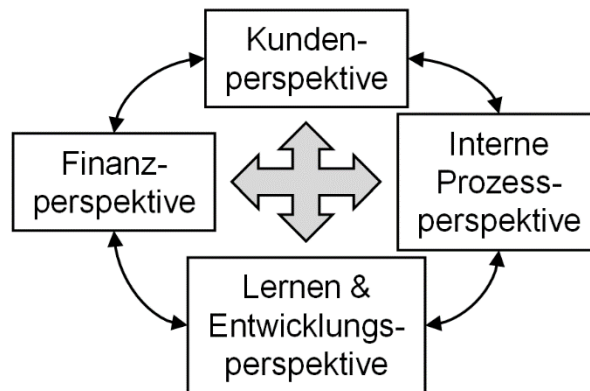 Kunden-
perspektive
Finanz-
perspektive
Interne
Prozess-
perspektive
Lernen &
Entwicklungs-
perspektive